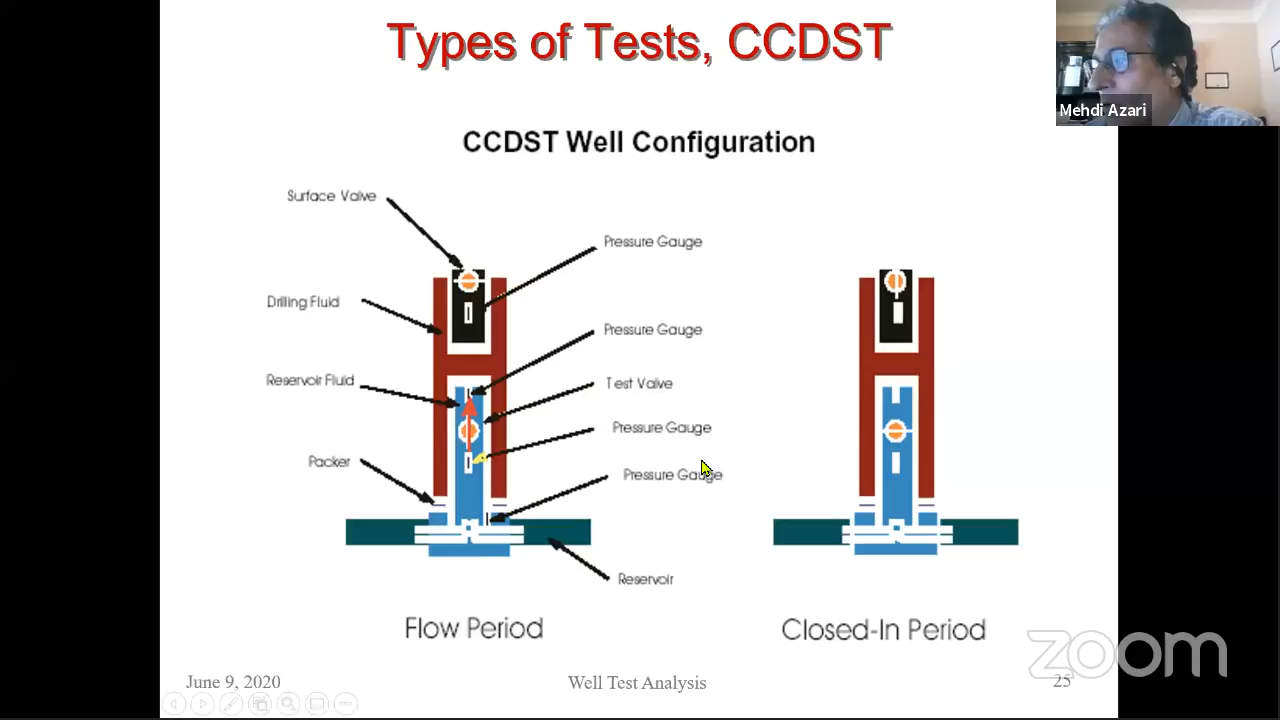 Types of Tests, CCDST
Mehdi Azari
CCDST Well Configuration
Surface Valve
Pressure Gauge
Drilling Fluid
Pressure Gauge
Reservoir Fluid
Test Valve
Pressure Gauge
Packer
Pressure Gauge
Reservoir
Flow Period
Closed-In Period
zoom
June 9, 2020
Well Test Analysis
25